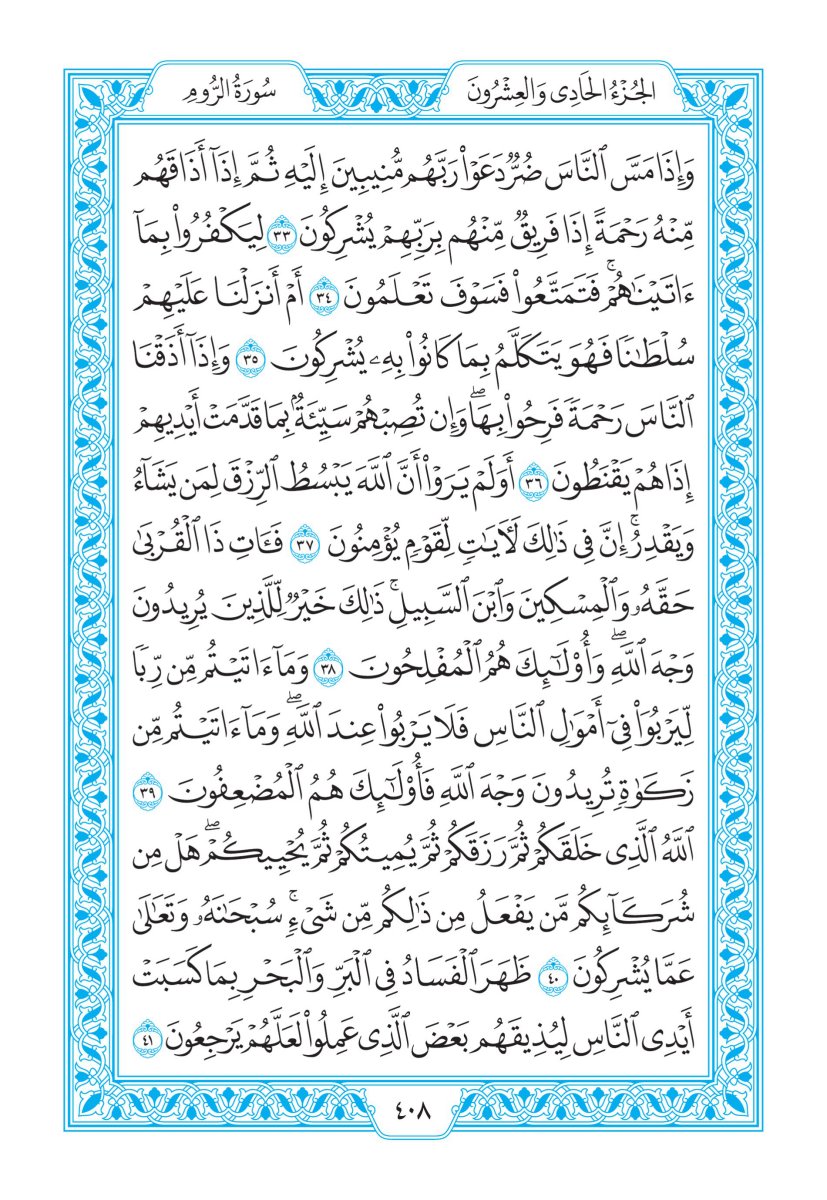 الجُزْءُ الحَادِى وَالعِشْرُونَ
سُورَةُ الرُّومِ
وَإِذَا مَسَّ ٱلنَّاسَ ضُرٌّ دَعَوْا۟ رَبَّهُم مُّنِيبِينَ إِلَيْهِ ثُمَّ إِذَآ أَذَاقَهُم
مِّنْهُ رَحْمَةً إِذَا فَرِيقٌ مِّنْهُم بِرَبِّهِمْ يُشْرِكُونَ ٣٣ لِيَكْفُرُوا۟ بِمَآ
ءَاتَيْنَٰهُمْ ۚ فَتَمَتَّعُوا۟ فَسَوْفَ تَعْلَمُونَ ٣٤ أَمْ أَنزَلْنَا عَلَيْهِمْ
سُلْطَٰنًا فَهُوَ يَتَكَلَّمُ بِمَا كَانُوا۟ بِهِۦ يُشْرِكُونَ ٣٥ وَإِذَآ أَذَقْنَا
ٱلنَّاسَ رَحْمَةً فَرِحُوا۟ بِهَا ۖ وَإِن تُصِبْهُمْ سَيِّئَةٌۢ بِمَا قَدَّمَتْ أَيْدِيهِمْ
إِذَا هُمْ يَقْنَطُونَ ٣٦ أَوَلَمْ يَرَوْا۟ أَنَّ ٱللَّهَ يَبْسُطُ ٱلرِّزْقَ لِمَن يَشَآءُ
وَيَقْدِرُ ۚ إِنَّ فِى ذَٰلِكَ لَءَايَٰتٍ لِّقَوْمٍ يُؤْمِنُونَ ٣٧ فَـَٔاتِ ذَا ٱلْقُرْبَىٰ
حَقَّهُۥ وَٱلْمِسْكِينَ وَٱبْنَ ٱلسَّبِيلِ ۚ ذَٰلِكَ خَيْرٌ لِّلَّذِينَ يُرِيدُونَ
وَجْهَ ٱللَّهِ ۖ وَأُو۟لَٰٓئِكَ هُمُ ٱلْمُفْلِحُونَ ٣٨ وَمَآ ءَاتَيْتُم مِّن رِّبًا
لِّيَرْبُوَا۟ فِىٓ أَمْوَٰلِ ٱلنَّاسِ فَلَا يَرْبُوا۟ عِندَ ٱللَّهِ ۖ وَمَآ ءَاتَيْتُم مِّن
زَكَوٰةٍ تُرِيدُونَ وَجْهَ ٱللَّهِ فَأُو۟لَٰٓئِكَ هُمُ ٱلْمُضْعِفُونَ ٣٩
ٱللَّهُ ٱلَّذِى خَلَقَكُمْ ثُمَّ رَزَقَكُمْ ثُمَّ يُمِيتُكُمْ ثُمَّ يُحْيِيكُمْ ۖ هَلْ مِن
شُرَكَآئِكُم مَّن يَفْعَلُ مِن ذَٰلِكُم مِّن شَىْءٍ ۚ سُبْحَٰنَهُۥ وَتَعَٰلَىٰ
عَمَّا يُشْرِكُونَ ٤٠ ظَهَرَ ٱلْفَسَادُ فِى ٱلْبَرِّ وَٱلْبَحْرِ بِمَا كَسَبَتْ
أَيْدِى ٱلنَّاسِ لِيُذِيقَهُم بَعْضَ ٱلَّذِى عَمِلُوا۟ لَعَلَّهُمْ يَرْجِعُونَ ٤١
٤٠٨